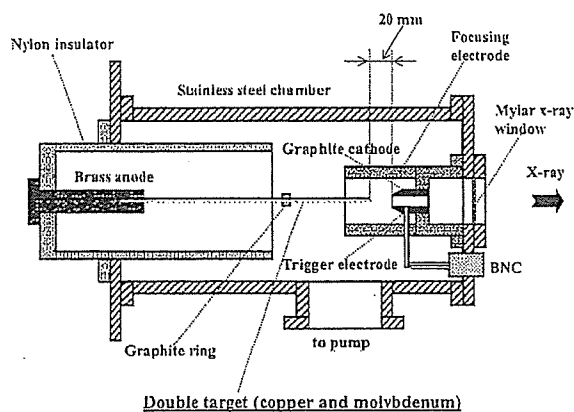 20 mm
Nylon insulator
Focusing
electrode
Stainless steel chamber
Mylar x-ray
window
Graphite cathode
Brass anode
X-ray
Trigger electrode
BNC
Graphite ring
to pump
Double target (copper and molybdenum)